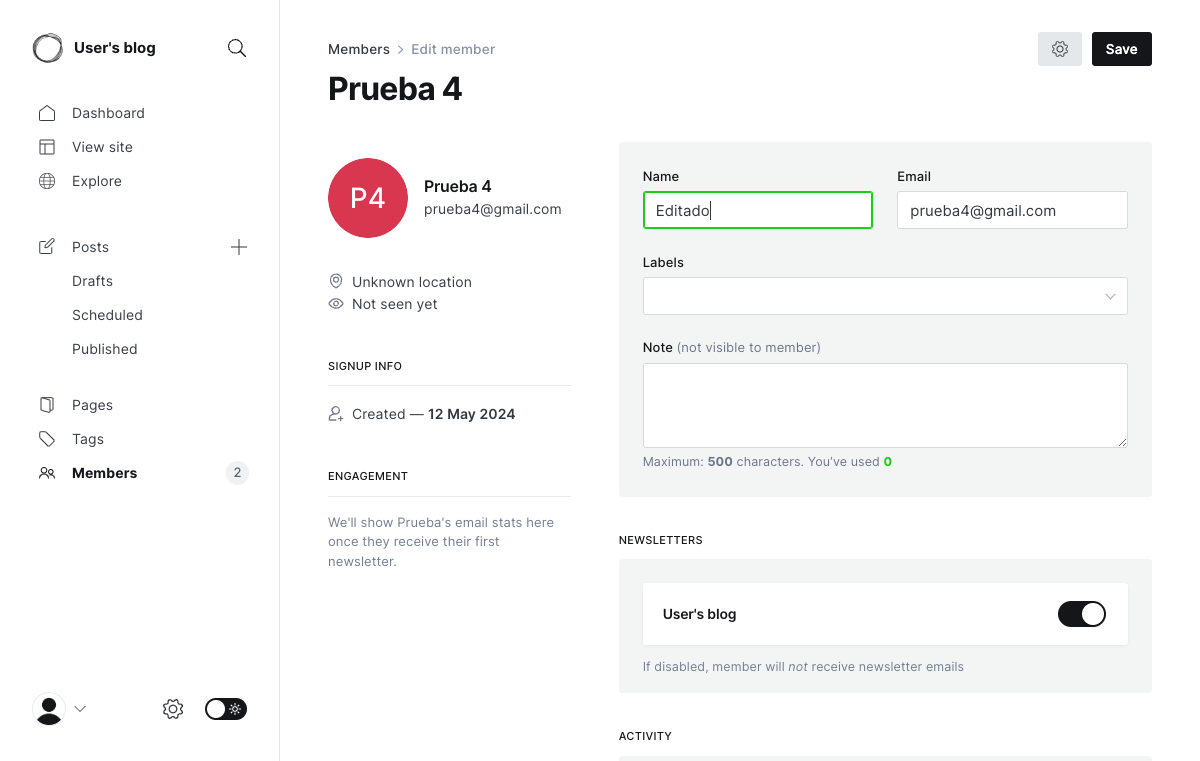 User's blog
Dashboard
View site
Explore
Posts
Drafts
Scheduled
Published
Pages
Tags
Members
2
Members
Edit member
Save
Prueba 4
P4
Prueba 4
prueba4@gmail.com
Unknown location
Not seen yet
SIGNUP INFO
Created — 12 May 2024
ENGAGEMENT
We'll show Prueba's email stats here
once they receive their first
newsletter.
Name
Email
Editado
prueba4@gmail.com
Labels
Note (not visible to member)
Maximum: 500 characters. You’ve used 0
NEWSLETTERS
User's blog
If disabled, member will not receive newsletter emails
ACTIVITY